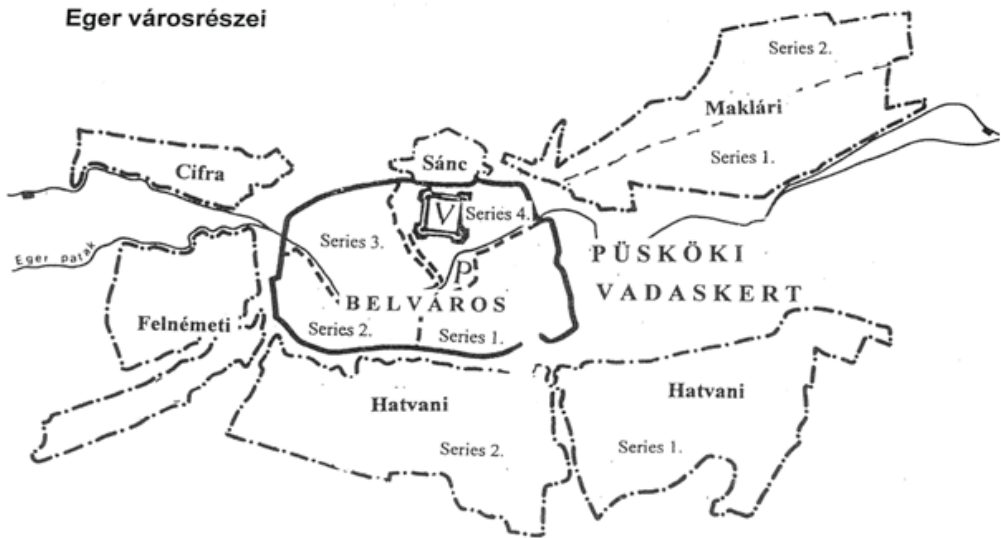 Eger városrészei
Series 2.
Maklári
Series 1.
Cifra
Sánc
V
Series 4.
Series 3.
Eger patak
P
PÜSKÖKI
VADASKERT
BELVÁROS
Felnémeti
Series 2.
Series 1.
Hatvani
Series 2.
Hatvani
Series 1.